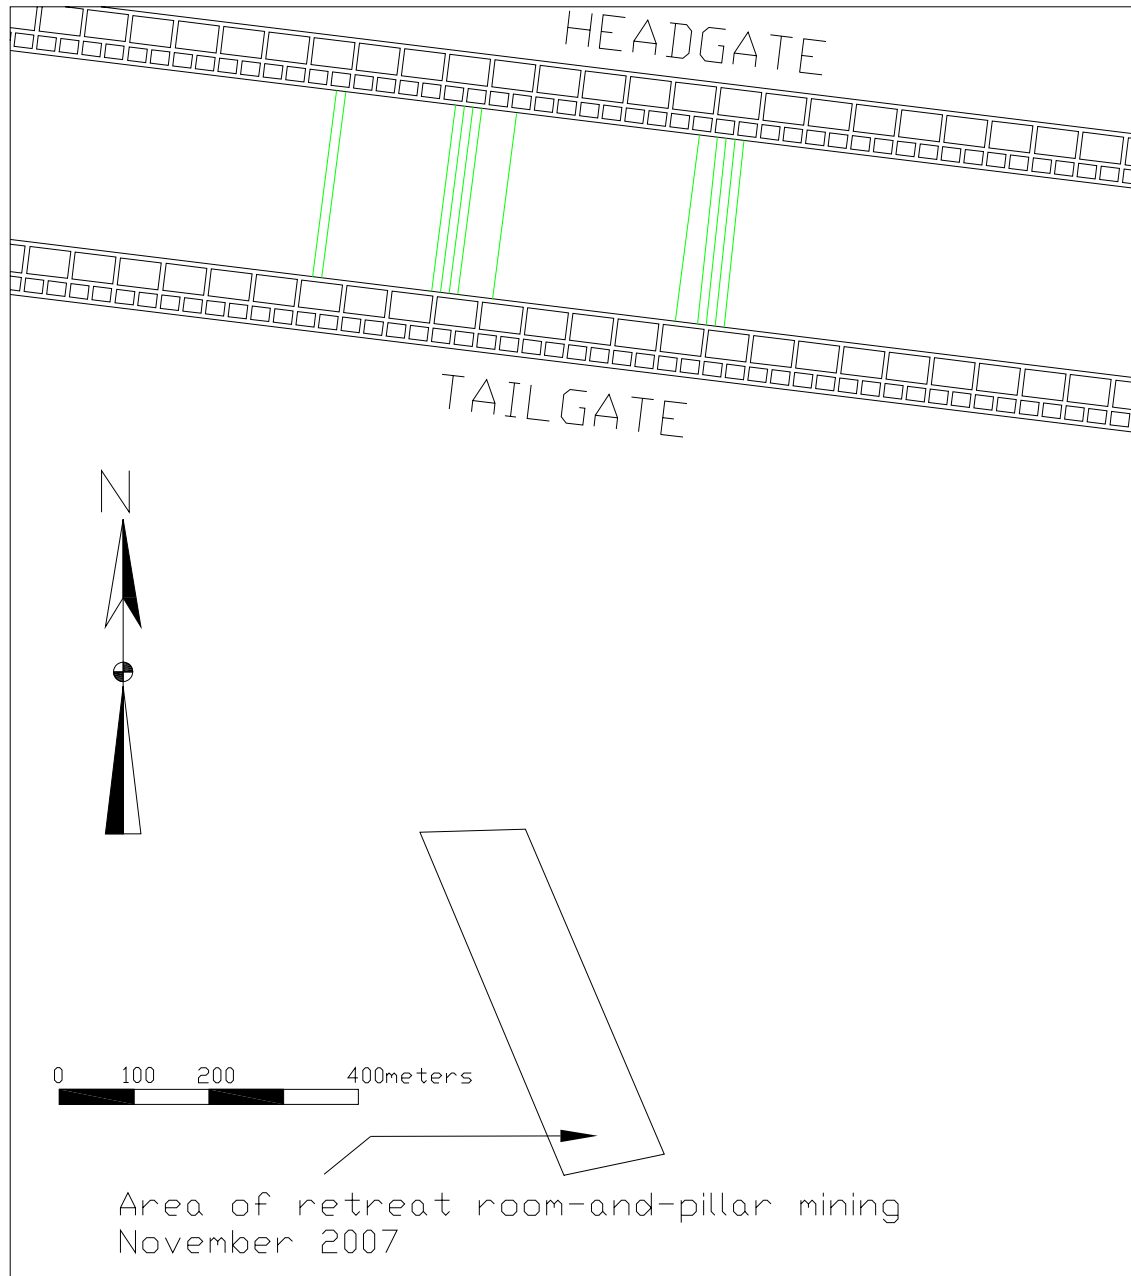 HEADGATE
TAILGATE
N
0 100 200 400meters
Area of retreat room-and-pillar mining
November 2007